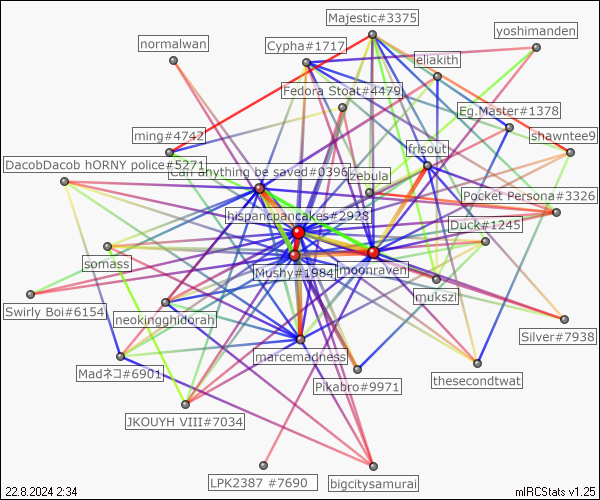 Majestic#3375
yoshimanden
normalwan
Cypha#1717
eliakith
Fedora Stoat#4479
Eg.Master#1378
ming#4742
shawntee9
frisout
DacobDacob hORNY police#5271
Can anything be saved#0396
zebula
Pocket Persona#3326
hispancpancakes#2928
Duck#1245
somass
Mushy#1984
moonraven
mukszi
Swirly Boi#6154
neokingghidorah
Silver#7938
marcemadness
Madネコ#6901
Pikabro#9971
thesecondtwat
JKOUYH VIII#7034
LPK2387 #7690
bigcitysamurai
22.8.2024 2:34
mIRCStats v1.25